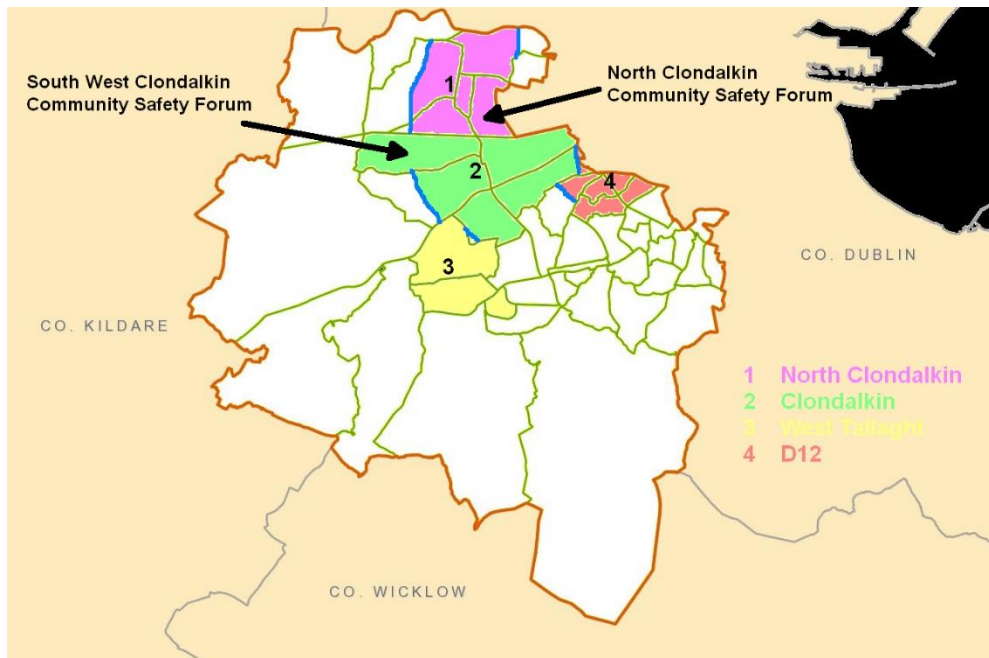 South West Clondalkin
Community Safety Forum
North Clondalkin
Community Safety Forum
1
2
4
3
CO. DUBLIN
CO. KILDARE
1 North Clondalkin
2 Clondalkin
3 West Tallaght
4 D12
CO. WICKLOW